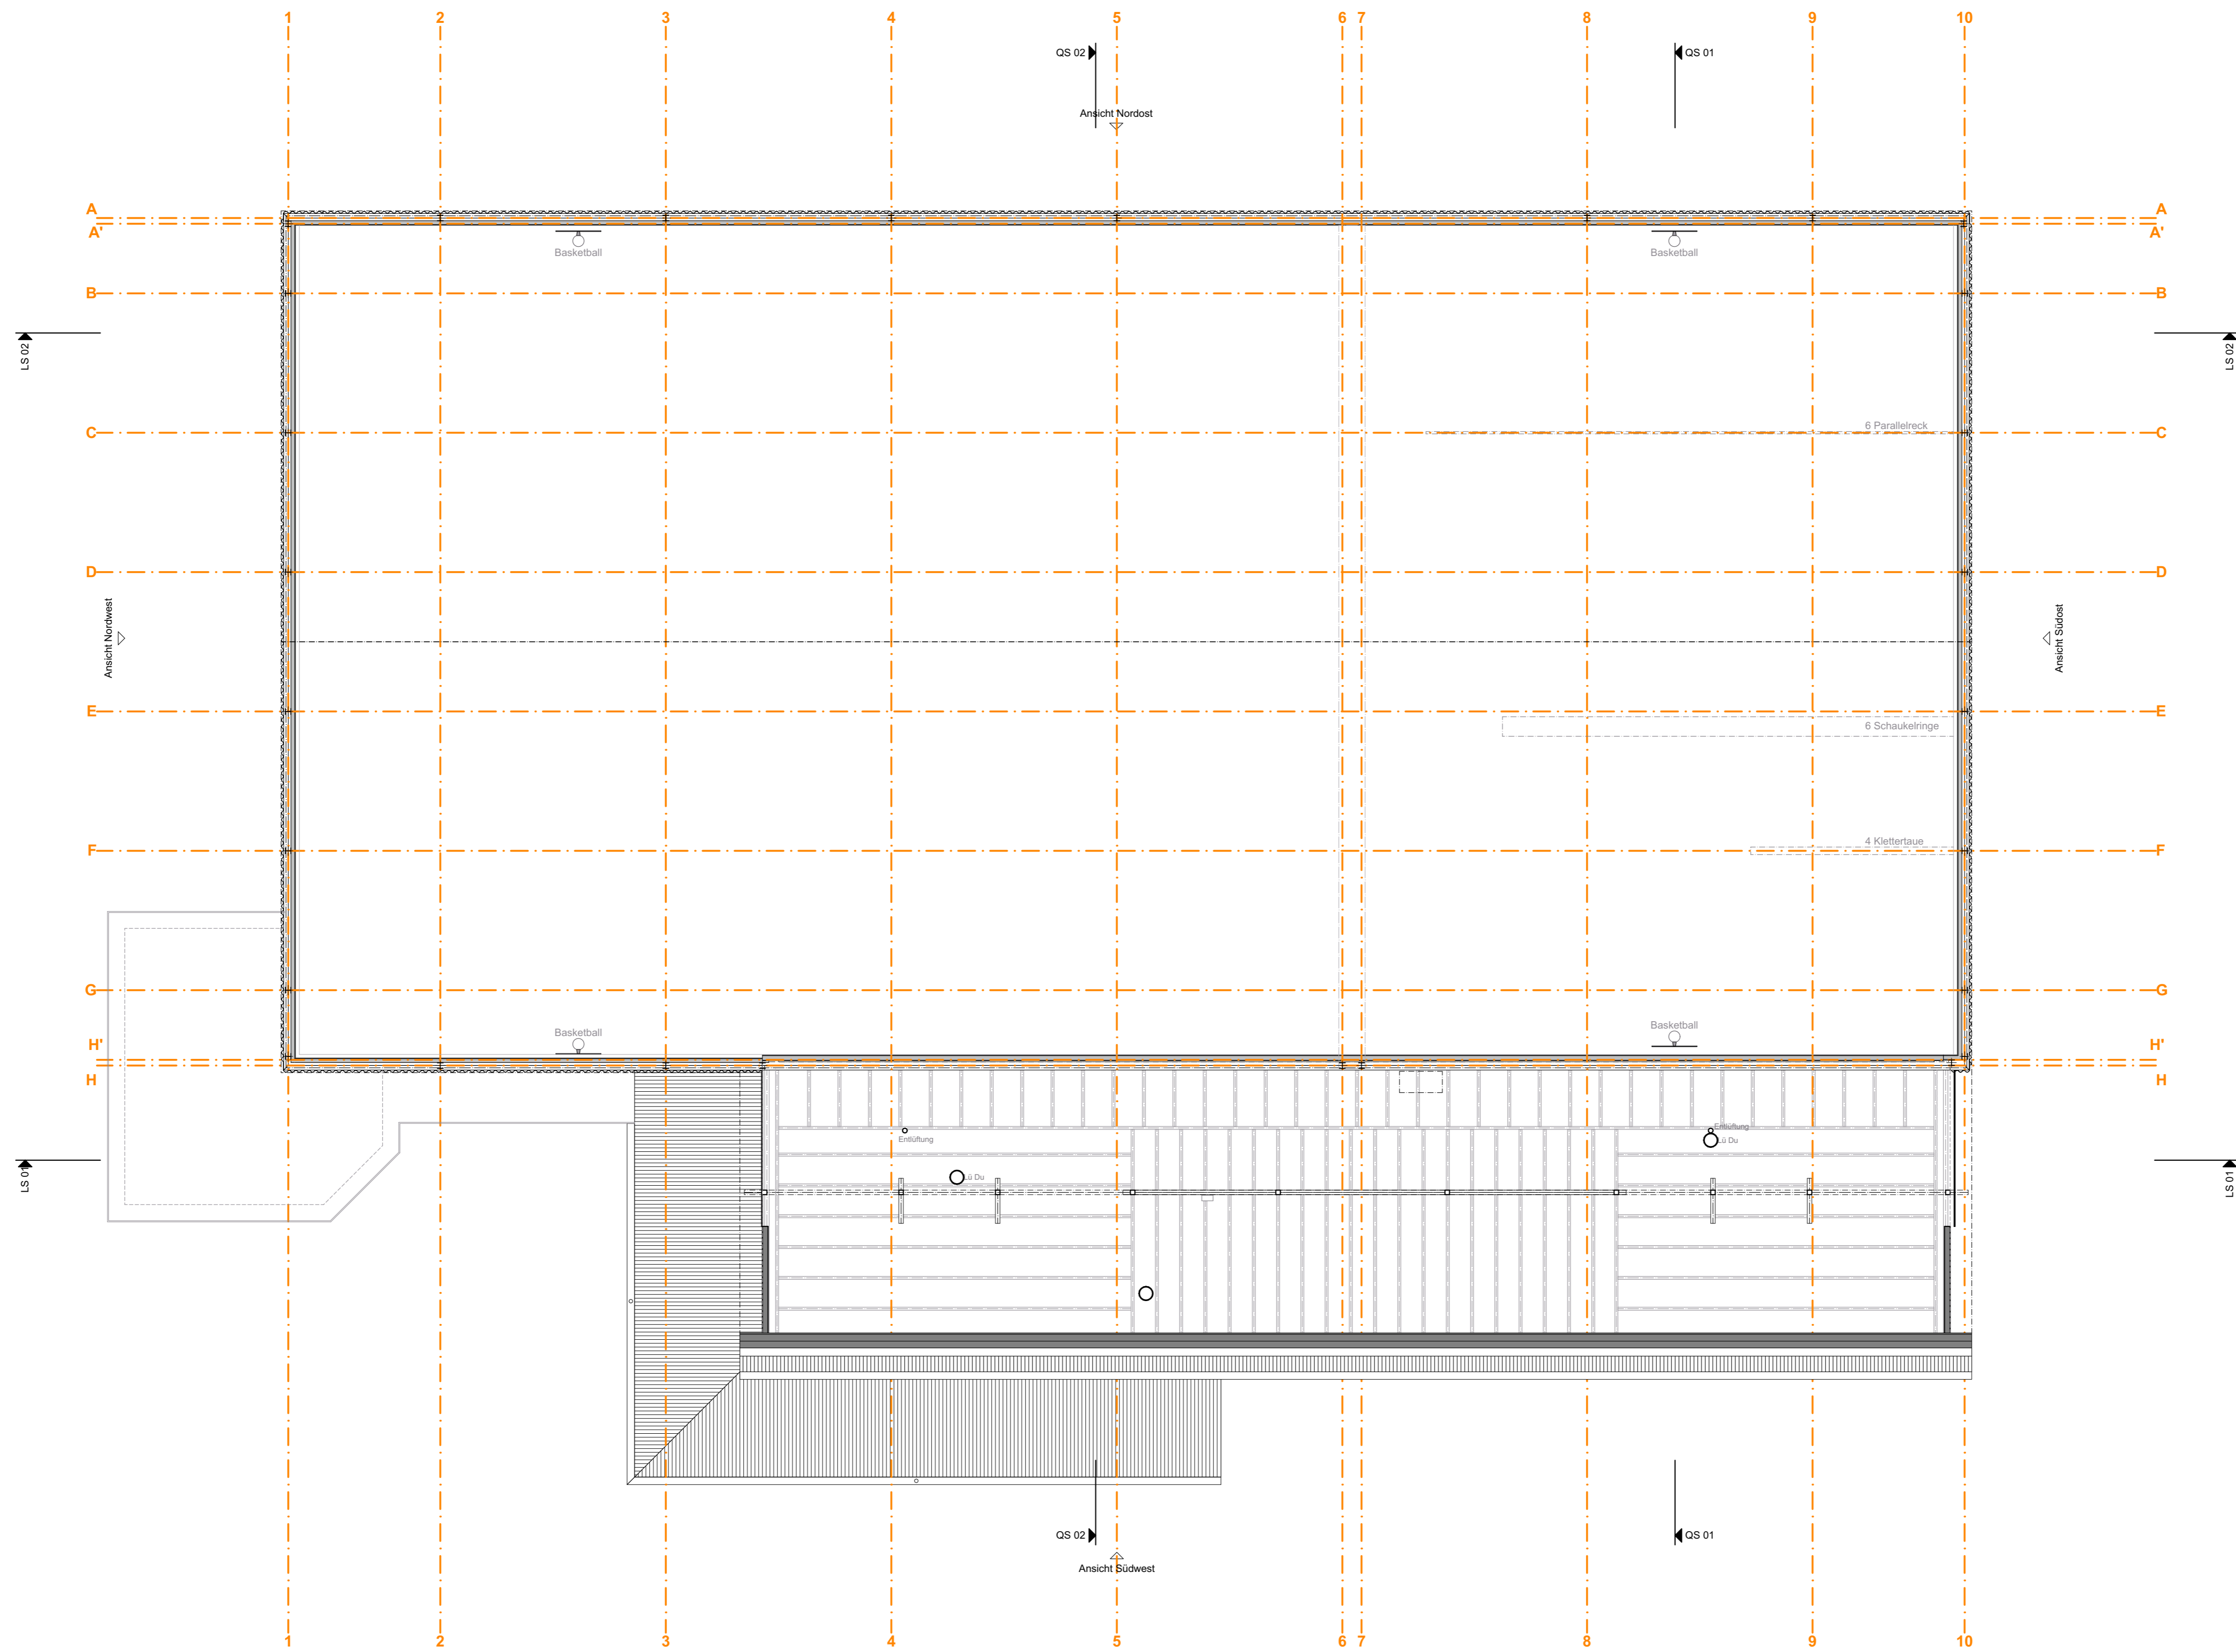 1 2 3 4 5 6 7 8 9 10
QS 02
QS 01
Ansicht Nordost
A
A
A'
A'
Basketball
Basketball
B
B
LS 02
LS 02
6 Parallelreck
C
C
D
D
Ansicht Nordwest
Ansicht Südost
E
E
6 Schaukelringe
4 Klettertaue
F
F
G
G
Basketball
Basketball
H'
H'
H
H
Entlüftung
Entlüftung
Lü Du
Lü Du
LS 01
LS 01
QS 02
QS 01
Ansicht Südwest
1 2 3 4 5 6 7 8 9 10